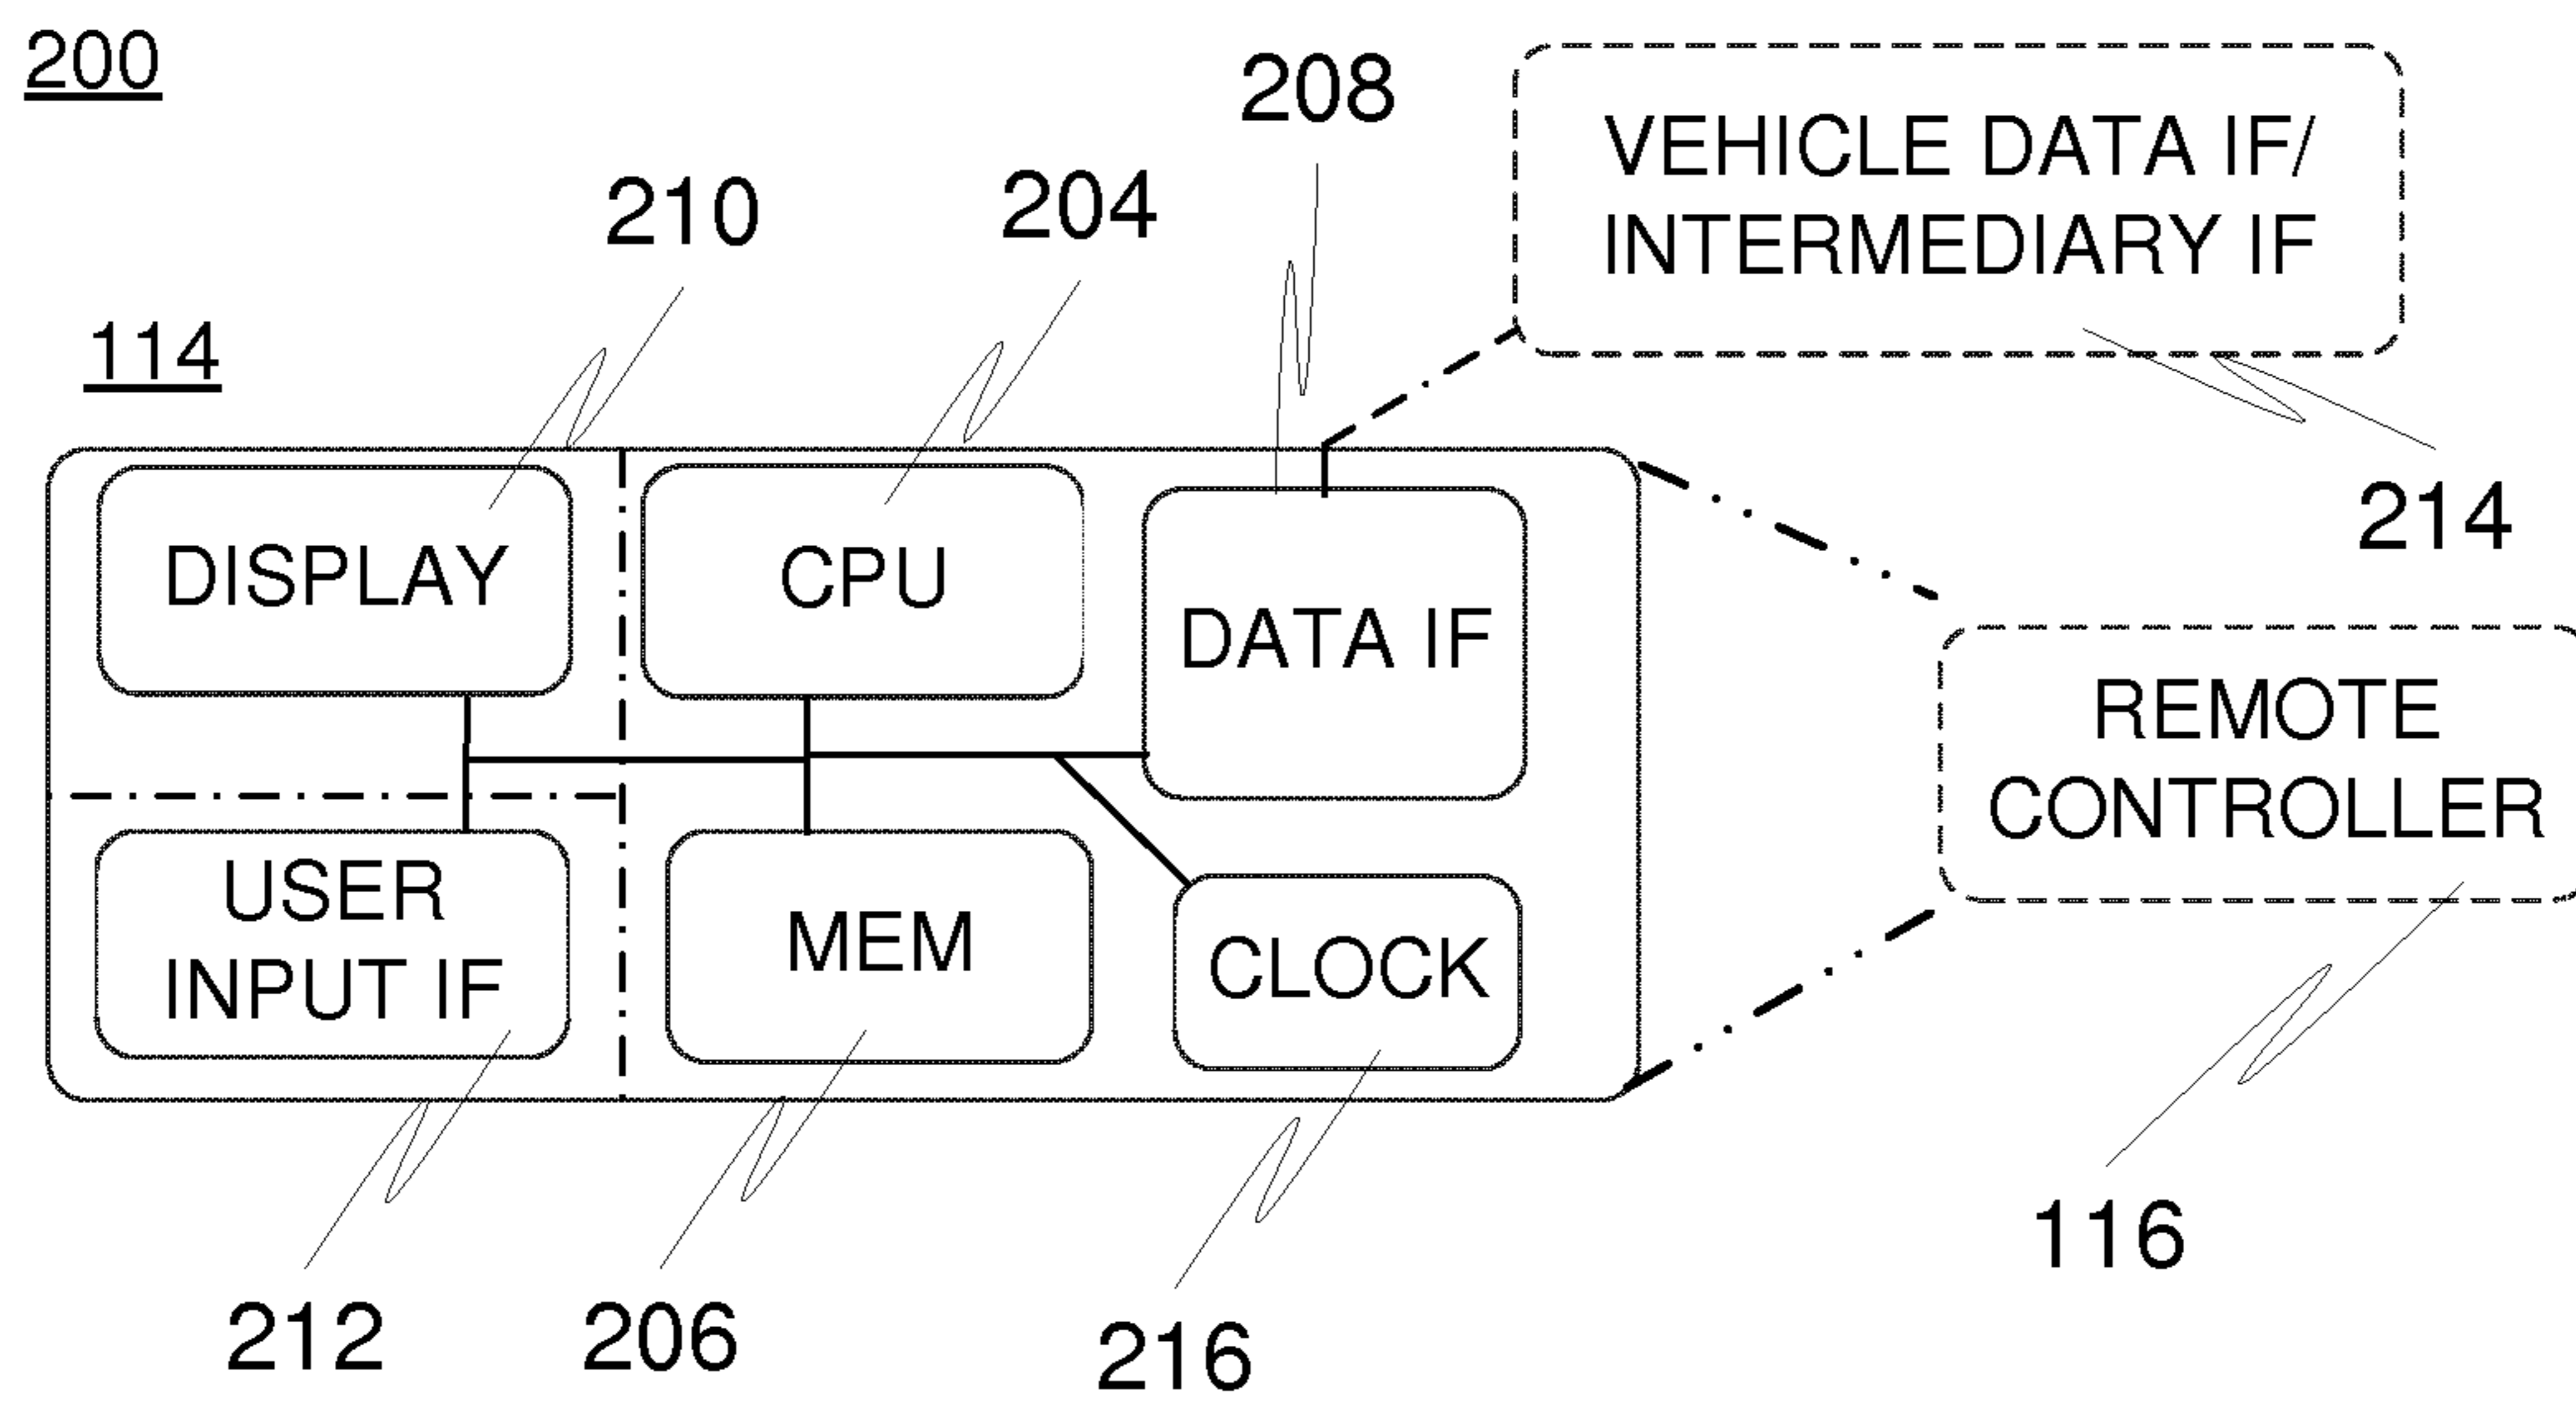 200
208
VEHICLE DATA IF/
INTERMEDIARY IF
210
204
114
214
DISPLAY
CPU
DATA IF
REMOTE
CONTROLLER
USER
INPUT IF
MEM
CLOCK
116
212
206
216